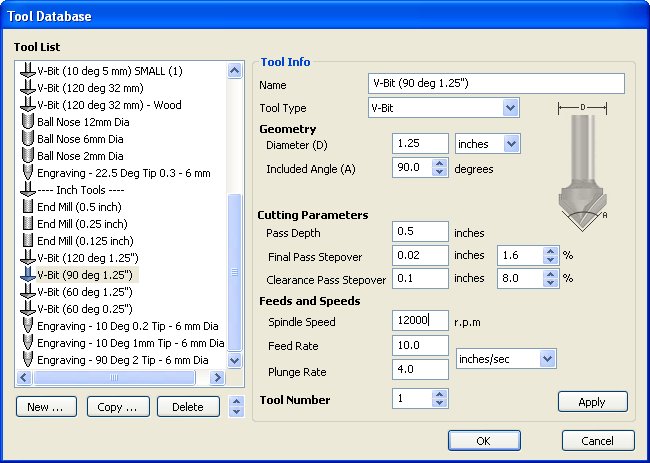 Tool Database
Tool List
V-Bit (10 deg 5 mm) SMALL (1)
V-Bit (120 deg 32 mm)
V-Bit (120 deg 32 mm) - Wood
Ball Nose 12mm Dia
Ball Nose 6mm Dia
Ball Nose 2mm Dia
Engraving - 22.5 Deg Tip 0.3 - 6 mm
---- Inch Tools ----
End Mill (0.5 inch)
End Mill (0.25 inch)
End Mill (0.125 inch)
V-Bit (120 deg 1.25")
V-Bit (90 deg 1.25")
V-Bit (60 deg 1.25")
V-Bit (60 deg 0.25")
Engraving - 10 Deg 0.2 Tip - 6 mm Dia
Engraving - 10 Deg 1mm Tip - 6 mm Dia
Engraving - 90 Deg 2 Tip - 6 mm Dia
New ... Copy ... Delete
Tool Info
Name V-Bit (90 deg 1.25")
Tool Type V-Bit
Geometry
Diameter (D) 1.25 inches
Included Angle (A) 90.0 degrees
D
A
Cutting Parameters
Pass Depth 0.5 inches
Final Pass Stepover 0.02 inches 1.6 %
Clearance Pass Stepover 0.1 inches 8.0 %
Feeds and Speeds
Spindle Speed 12000 r.p.m
Feed Rate 10.0 inches/sec
Plunge Rate 4.0
Tool Number 1
Apply
OK Cancel